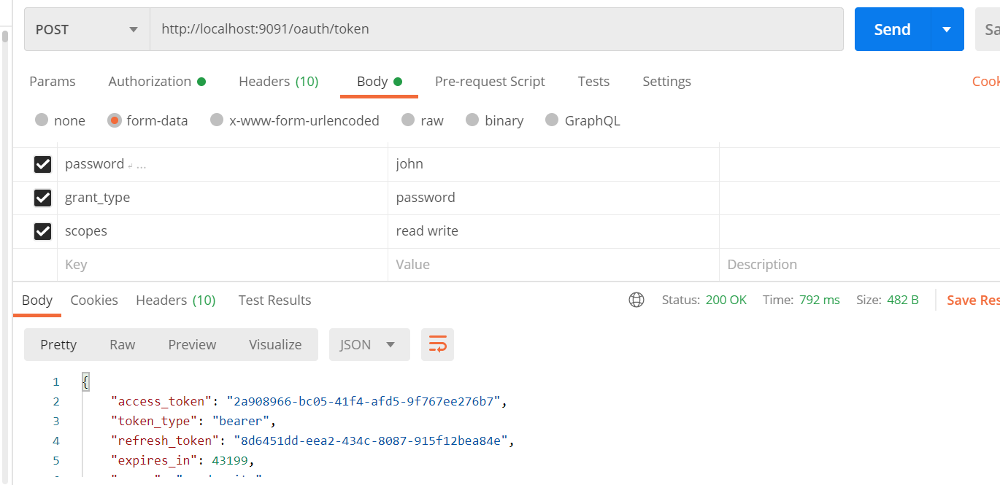 POST http://localhost:9091/oauth/token Send
Params Authorization Headers (10) Body Pre-request Script Tests Settings
none form-data x-www-form-urlencoded raw binary GraphQL
password ↲ ... john
grant_type password
scopes read write
Key Value Description
Body Cookies Headers (10) Test Results Status: 200 OK Time: 792 ms Size: 482 B Save Res
Pretty Raw Preview Visualize JSON
1 {
2 "access_token": "2a908966-bc05-41f4-afd5-9f767ee276b7",
3 "token_type": "bearer",
4 "refresh_token": "8d6451dd-eea2-434c-8087-915f12bea84e",
5 "expires_in": 43199,